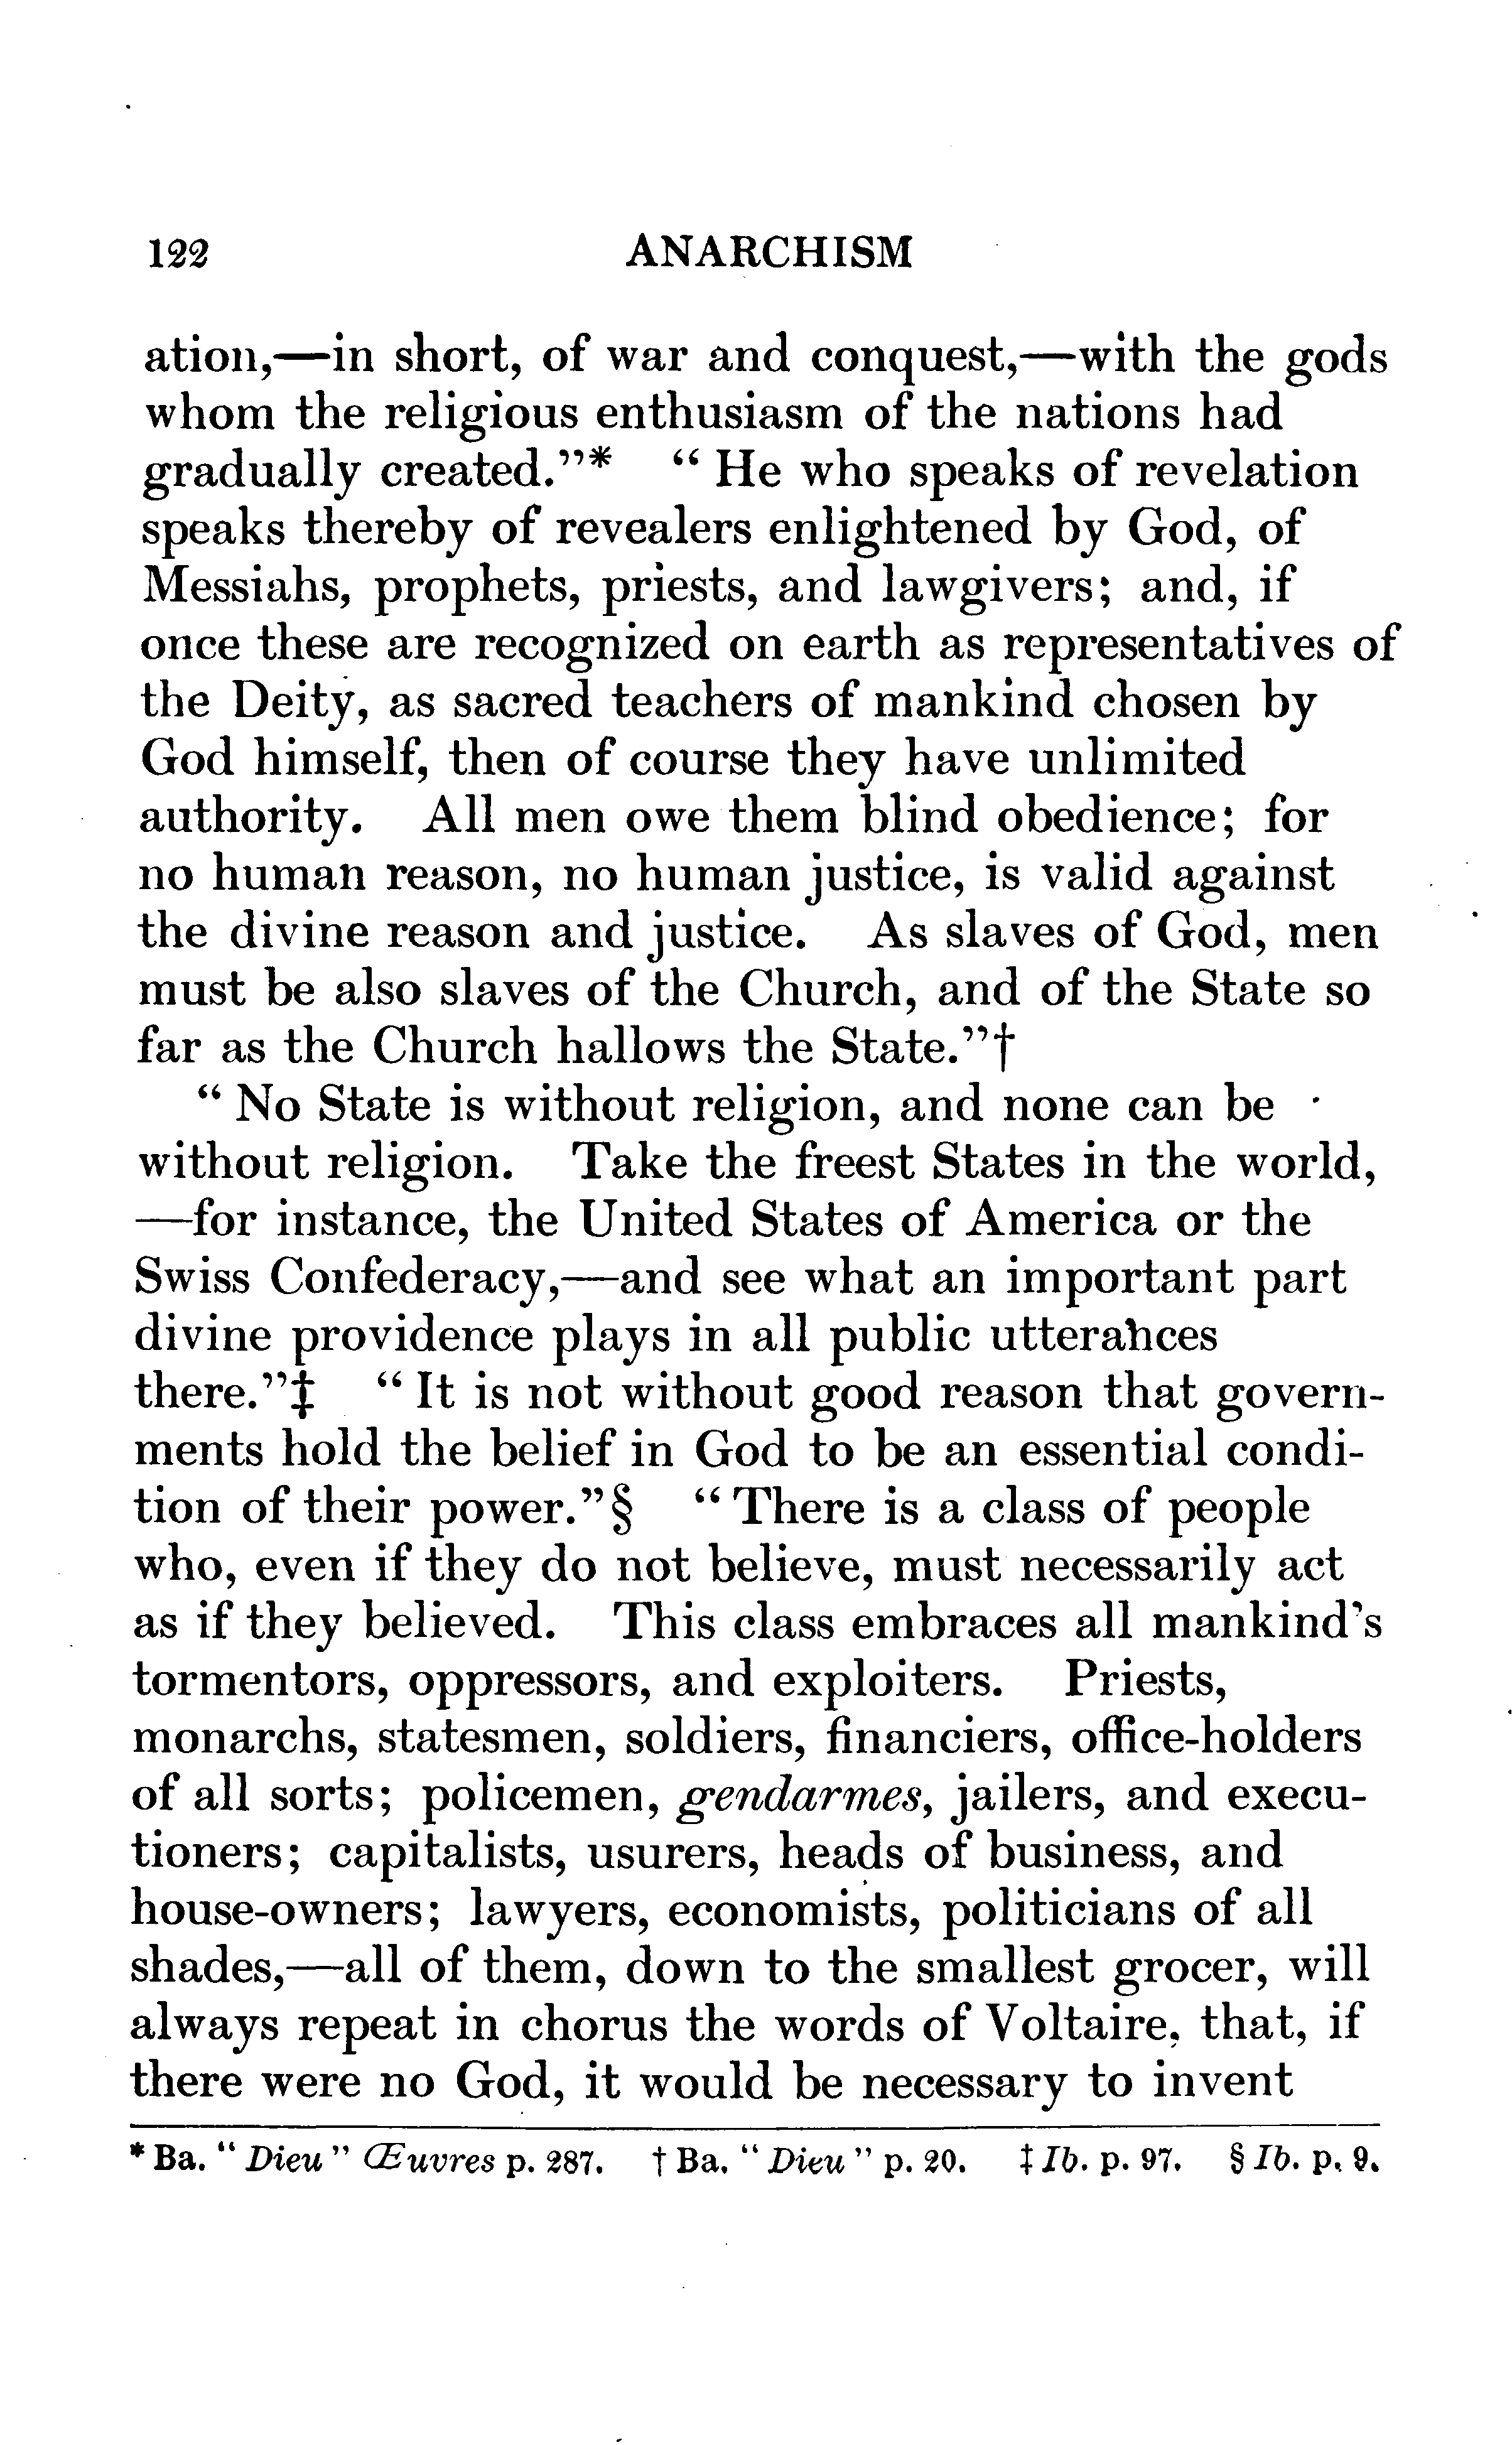 122 ANARCHISM
ation,—in short, of war and conquest,—with the gods
whom the religious enthusiasm of the nations had
gradually created."* " He who speaks of revelation
speaks thereby of revealers enlightened by God, of
Messiahs, prophets, priests, and lawgivers; and, if
once these are recognized on earth as representatives of
the Deity, as sacred teachers of mankind chosen by
God himself, then of course they have unlimited
authority. All men owe them blind obedience; for
no human reason, no human justice, is valid against
the divine reason and justice. As slaves of God, men
must be also slaves of the Church, and of the State so
far as the Church hallows the State."†
" No State is without religion, and none can be
without religion. Take the freest States in the world,
—for instance, the United States of America or the
Swiss Confederacy,—and see what an important part
divine providence plays in all public utterances
there."‡ " It is not without good reason that govern-
ments hold the belief in God to be an essential condi-
tion of their power."§ " There is a class of people
who, even if they do not believe, must necessarily act
as if they believed. This class embraces all mankind's
tormentors, oppressors, and exploiters. Priests,
monarchs, statesmen, soldiers, financiers, office-holders
of all sorts; policemen, gendarmes, jailers, and execu-
tioners; capitalists, usurers, heads of business, and
house-owners; lawyers, economists, politicians of all
shades,—all of them, down to the smallest grocer, will
always repeat in chorus the words of Voltaire, that, if
there were no God, it would be necessary to invent
* Ba. " Dieu " Œuvres p. 287. † Ba. " Dieu " p. 20. ‡ Ib. p. 97. § Ib. p. 9.